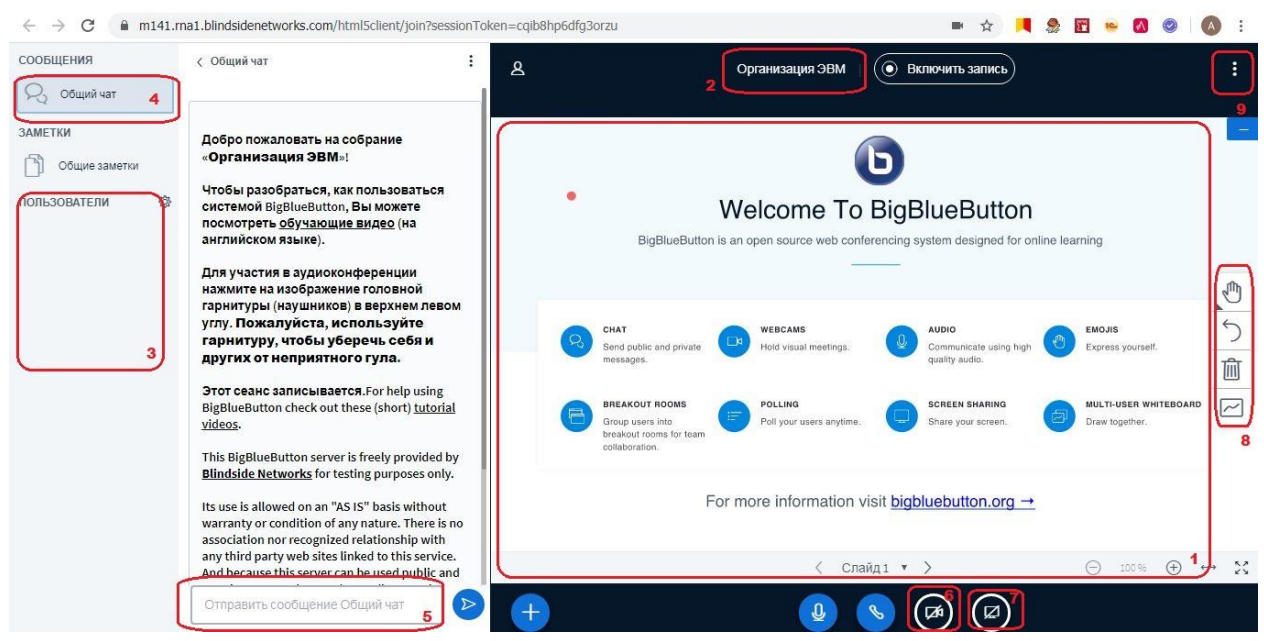 m141.rna1.blindsidenetworks.com/html5client/join?sessionToken=cqib8hp6dfg3orzu
A
СООБЩЕНИЯ
Общий чат
4
ЗАМЕТКИ
Общие заметки
ПОЛЬЗОВАТЕЛИ
3
Общий чат
Добро пожаловать на собрание
«Организация ЭВМ»!
Чтобы разобраться, как пользоваться
системой BigBlueButton, Вы можете
посмотреть обучающие видео (на
английском языке).
Для участия в аудиоконференции
нажмите на изображение головной
гарнитуры (наушников) в верхнем левом
углу. Пожалуйста, используйте
гарнитуру, чтобы уберечь себя и
других от неприятного гула.
Этот сеанс записывается.For help using
BigBlueButton check out these (short) tutorial
videos.
This BigBlueButton server is freely provided by
Blindside Networks for testing purposes only.
Its use is allowed on an "AS IS" basis without
warranty or condition of any nature. There is no
association nor recognized relationship with
any third party web sites linked to this service.
And because this server can be used public and
Отправить сообщение Общий чат
5
2
Организация ЭВМ
Включить запись
9
b
Welcome To BigBlueButton
BigBlueButton is an open source web conferencing system designed for online learning
CHAT
Send public and private
messages.
WEBCAMS
Hold visual meetings.
AUDIO
Communicate using high
quality audio.
EMOJIS
Express yourself.
BREAKOUT ROOMS
Group users into
breakout rooms for team
collaboration.
POLLING
Poll your users anytime.
SCREEN SHARING
Share your screen.
MULTI-USER WHITEBOARD
Draw together.
For more information visit bigbluebutton.org →
8
Слайд 1
100%
1
6
7